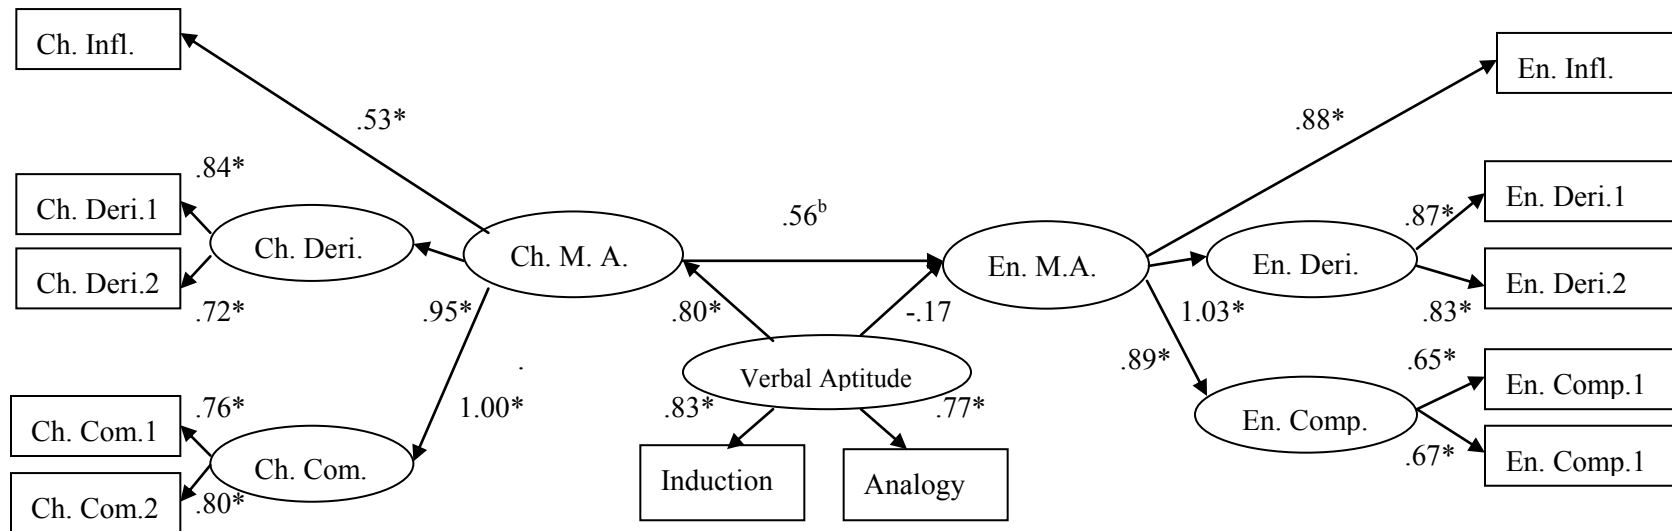 Ch. Infl.
En. Infl.
.53*
.88*
.84*
Ch. Deri.1
En. Deri.1
.87*
.56ᵇ
Ch. Deri.
Ch. M. A.
En. M.A.
En. Deri.
Ch. Deri.2
En. Deri.2
.72*
.95*
.80*
-.17
1.03*
.83*
.89*
.65*
.
Verbal Aptitude
En. Comp.1
.76*
1.00*
.83*
.77*
Ch. Com.1
En. Comp.
.67*
Ch. Com.
Induction
Analogy
En. Comp.1
Ch. Com.2
.80*